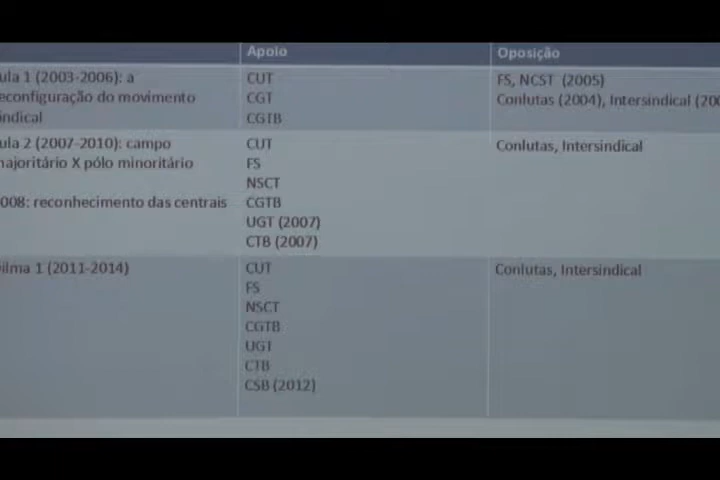 Apoio Oposição
ula 1 (2003-2006): a CUT FS, NCST (2005)
econfiguração do movimento CGT Conlutas (2004), Intersindical (200
indical CGTB
ula 2 (2007-2010): campo CUT Conlutas, Intersindical
najoritário X pólo minoritário FS
NSCT
008: reconhecimento das centrais CGTB
UGT (2007)
CTB (2007)
ilma 1 (2011-2014) CUT Conlutas, Intersindical
FS
NSCT
CGTB
UGT
CTB
CSB (2012)